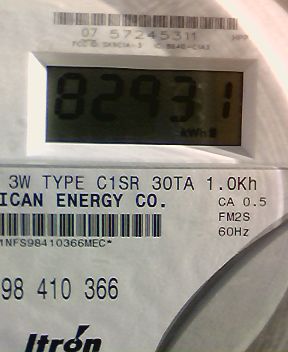 07 57245311
82931
kWh
3W TYPE C1SR 30TA 1.0Kh
ICAN ENERGY CO.
CA 0.5
FM2S
60Hz
1NFS98410366MEC*
98 410 366
Itrón